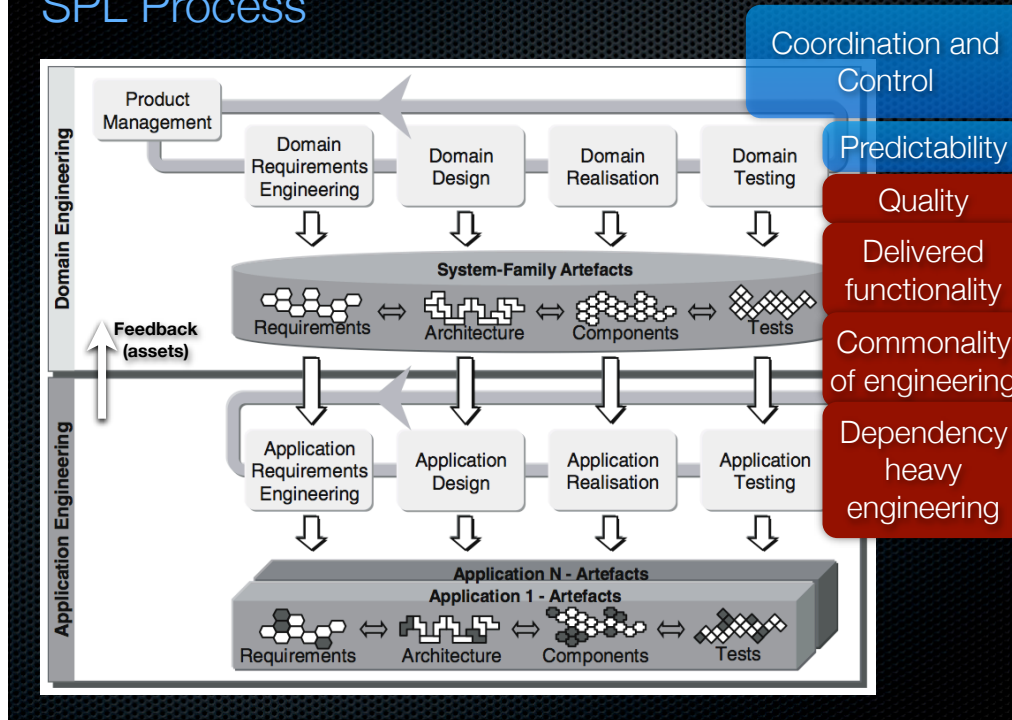 SPL Process
Coordination and
Control
Predictability
Quality
Delivered
functionality
Commonality
of engineering
Dependency
heavy
engineering
Domain Engineering
Product
Management
Domain
Requirements
Engineering
Domain
Design
Domain
Realisation
Domain
Testing
System-Family Artefacts
Requirements
Architecture
Components
Tests
Feedback
(assets)
Application Engineering
Application
Requirements
Engineering
Application
Design
Application
Realisation
Application
Testing
Application N - Artefacts
Application 1 - Artefacts
Requirements
Architecture
Components
Tests